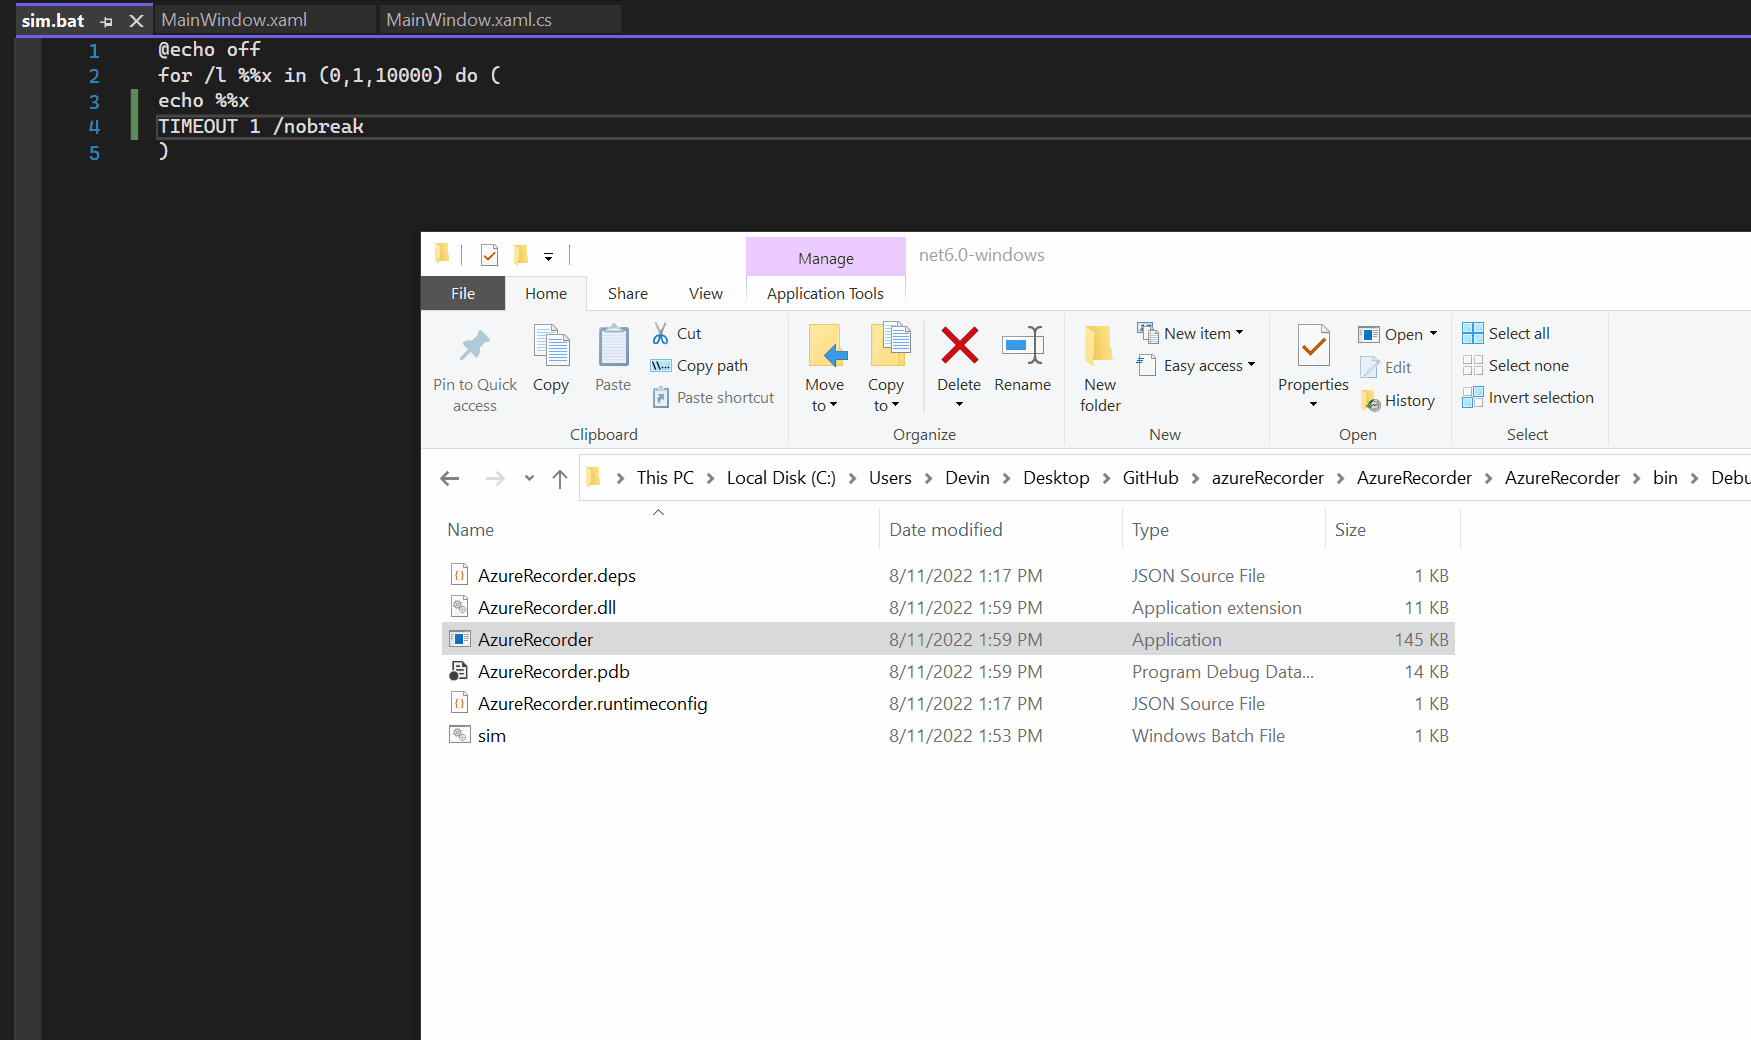 sim.bat MainWindow.xaml MainWindow.xaml.cs
1 @echo off
2 for /l %%x in (0,1,10000) do (
3 echo %%x
4 TIMEOUT 1 /nobreak
5 )
Manage net6.0-windows
File Home Share View Application Tools
Pin to Quick access
Copy
Paste
Cut
Copy path
Paste shortcut
Clipboard
Move to
Copy to
Delete
Rename
Organize
New folder
New item
Easy access
New
Properties
Open
Edit
History
Open
Select all
Select none
Invert selection
Select
This PC Local Disk (C:) Users Devin Desktop GitHub azureRecorder AzureRecorder AzureRecorder bin Debu
Name Date modified Type Size
AzureRecorder.deps 8/11/2022 1:17 PM JSON Source File 1 KB
AzureRecorder.dll 8/11/2022 1:59 PM Application extension 11 KB
AzureRecorder 8/11/2022 1:59 PM Application 145 KB
AzureRecorder.pdb 8/11/2022 1:59 PM Program Debug Data... 14 KB
AzureRecorder.runtimeconfig 8/11/2022 1:17 PM JSON Source File 1 KB
sim 8/11/2022 1:53 PM Windows Batch File 1 KB